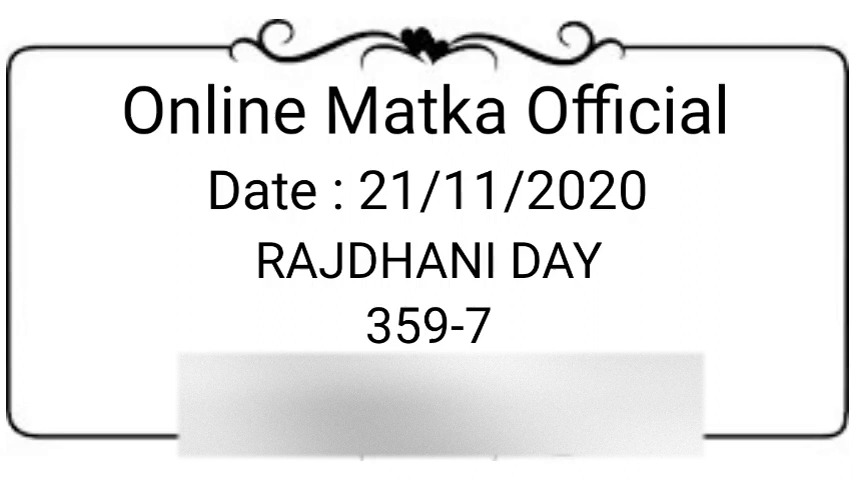 Online Matka Official
Date : 21/11/2020
RAJDHANI DAY
359-7